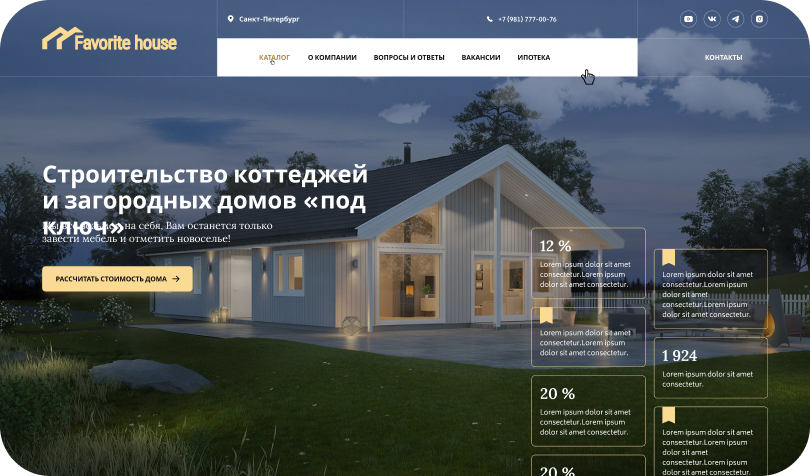 Favorite house
Санкт-Петербург
+7 (981) 777-00-76
КАТАЛОГ
О КОМПАНИИ
ВОПРОСЫ И ОТВЕТЫ
ВАКАНСИИ
ИПОТЕКА
КОНТАКТЫ
Строительство коттеджей
и загородных домов «под
ключ»
на себя. Вам останется только
завести мебель и отметить новоселье!
РАССЧИТАТЬ СТОИМОСТЬ ДОМА
12 %
Lorem ipsum dolor sit amet
consectetur.Lorem ipsum
dolor sit amet consectetur.
Lorem ipsum dolor sit amet
consectetur.Lorem ipsum
dolor sit amet consectetur.
20 %
Lorem ipsum dolor sit amet
consectetur.Lorem ipsum
dolor sit amet consectetur.
20 %
Lorem ipsum dolor sit amet
consectetur.Lorem ipsum
dolor sit amet
consectetur.Lorem ipsum
dolor sit amet consectetur.
1 924
Lorem ipsum dolor sit amet
consectetur.
Lorem ipsum dolor sit amet
consectetur.Lorem ipsum
dolor sit amet
consectetur.Lorem ipsum